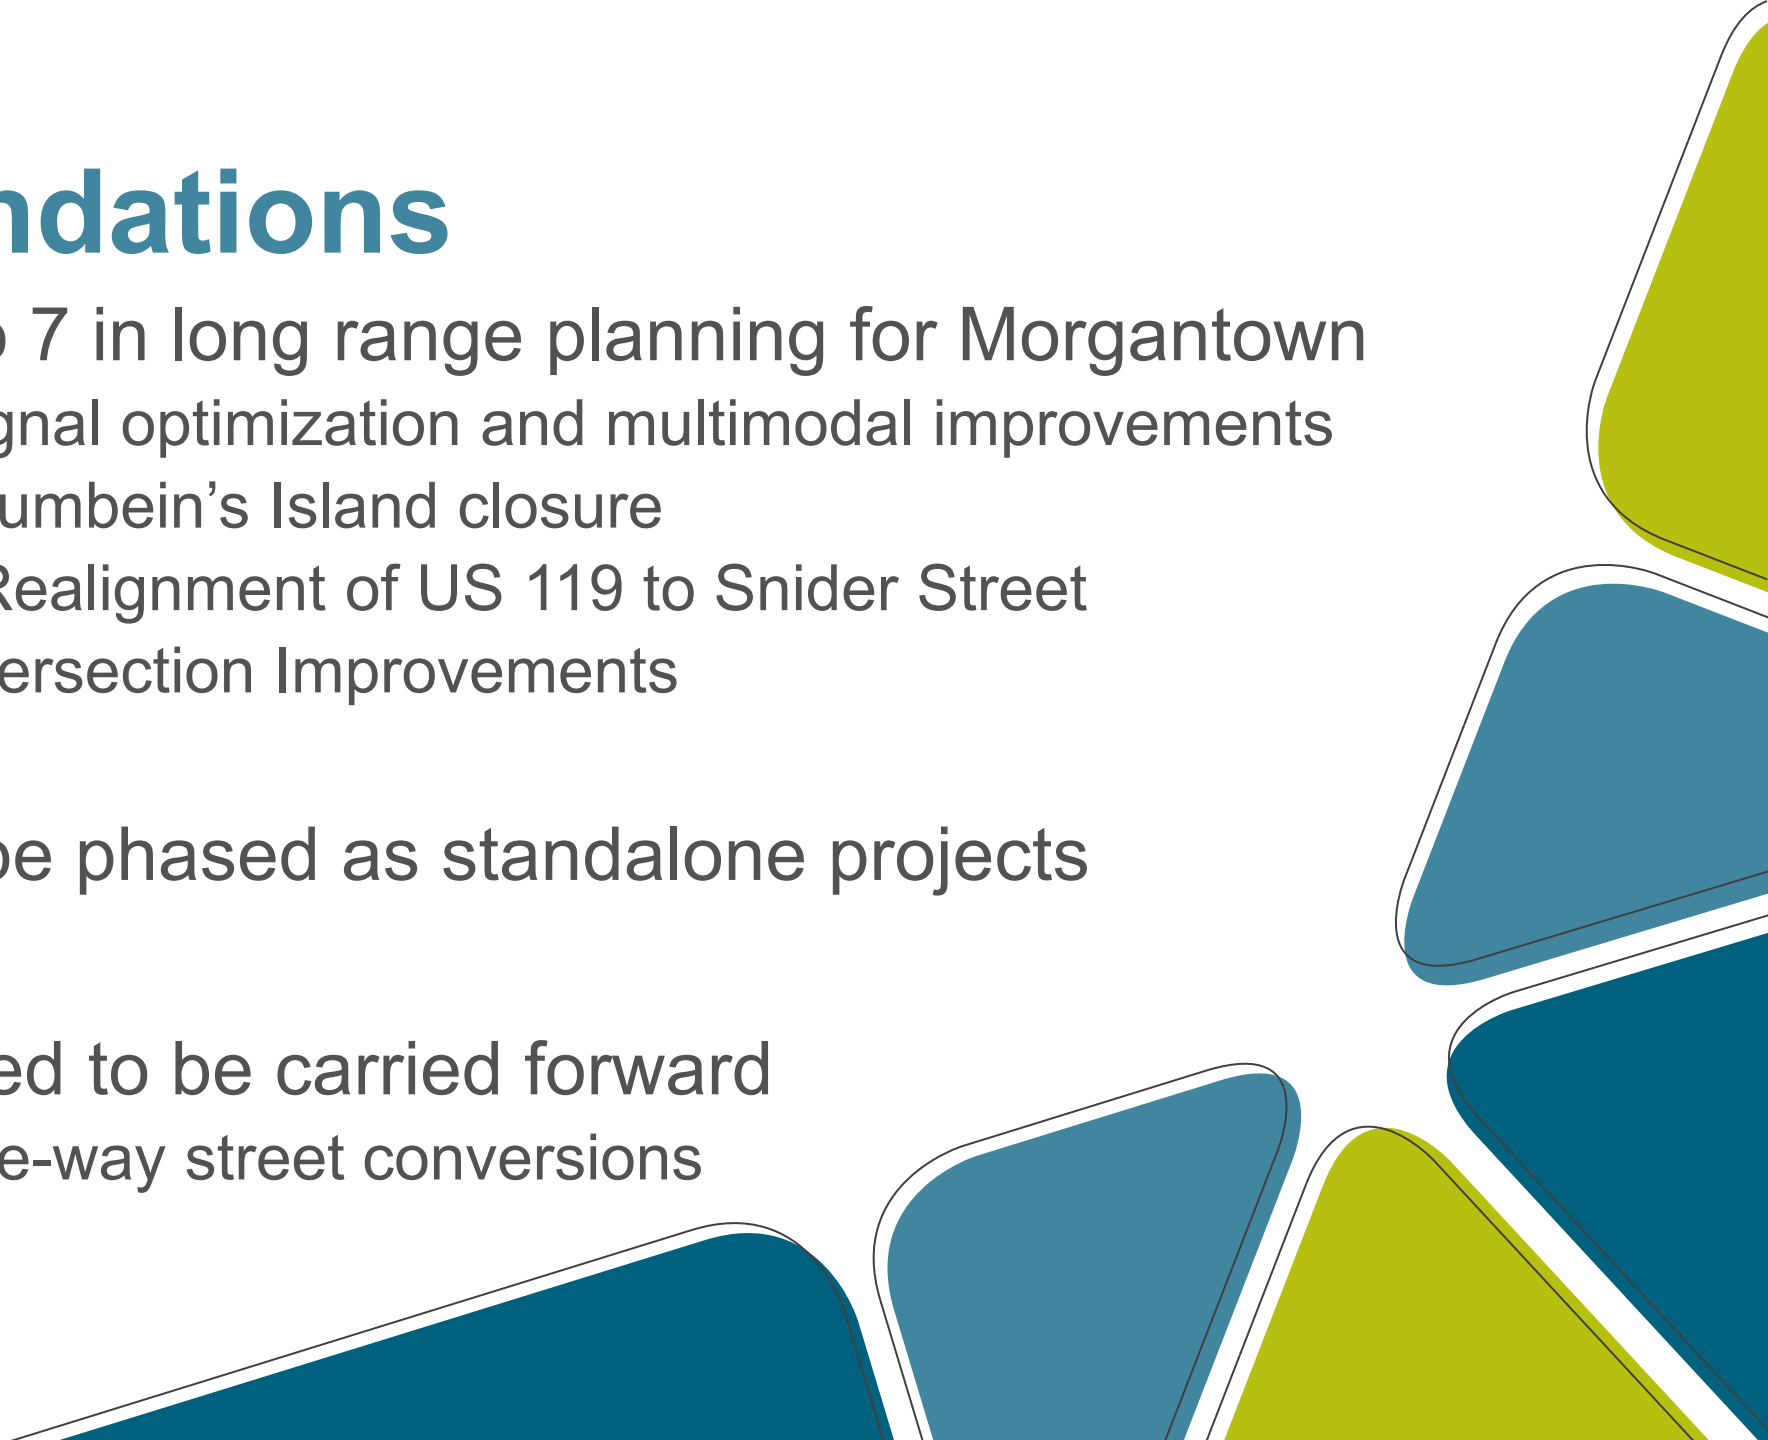 ndations
o 7 in long range planning for Morgantown
gnal optimization and multimodal improvements
umbein’s Island closure
Realignment of US 119 to Snider Street
ersection Improvements
be phased as standalone projects
ed to be carried forward
e-way street conversions